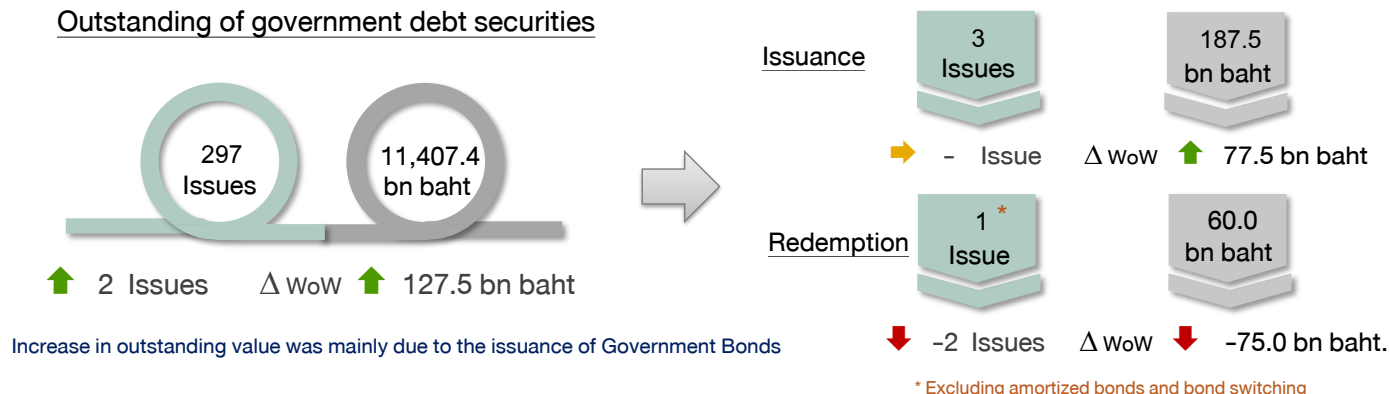 Outstanding of government debt securities
297
Issues
11,407.4
bn baht
2 Issues Δ WoW 127.5 bn baht
Increase in outstanding value was mainly due to the issuance of Government Bonds
Issuance
3
Issues
187.5
bn baht
- Issue Δ WoW 77.5 bn baht
Redemption
1 *
Issue
60.0
bn baht
-2 Issues Δ WoW -75.0 bn baht.
* Excluding amortized bonds and bond switching